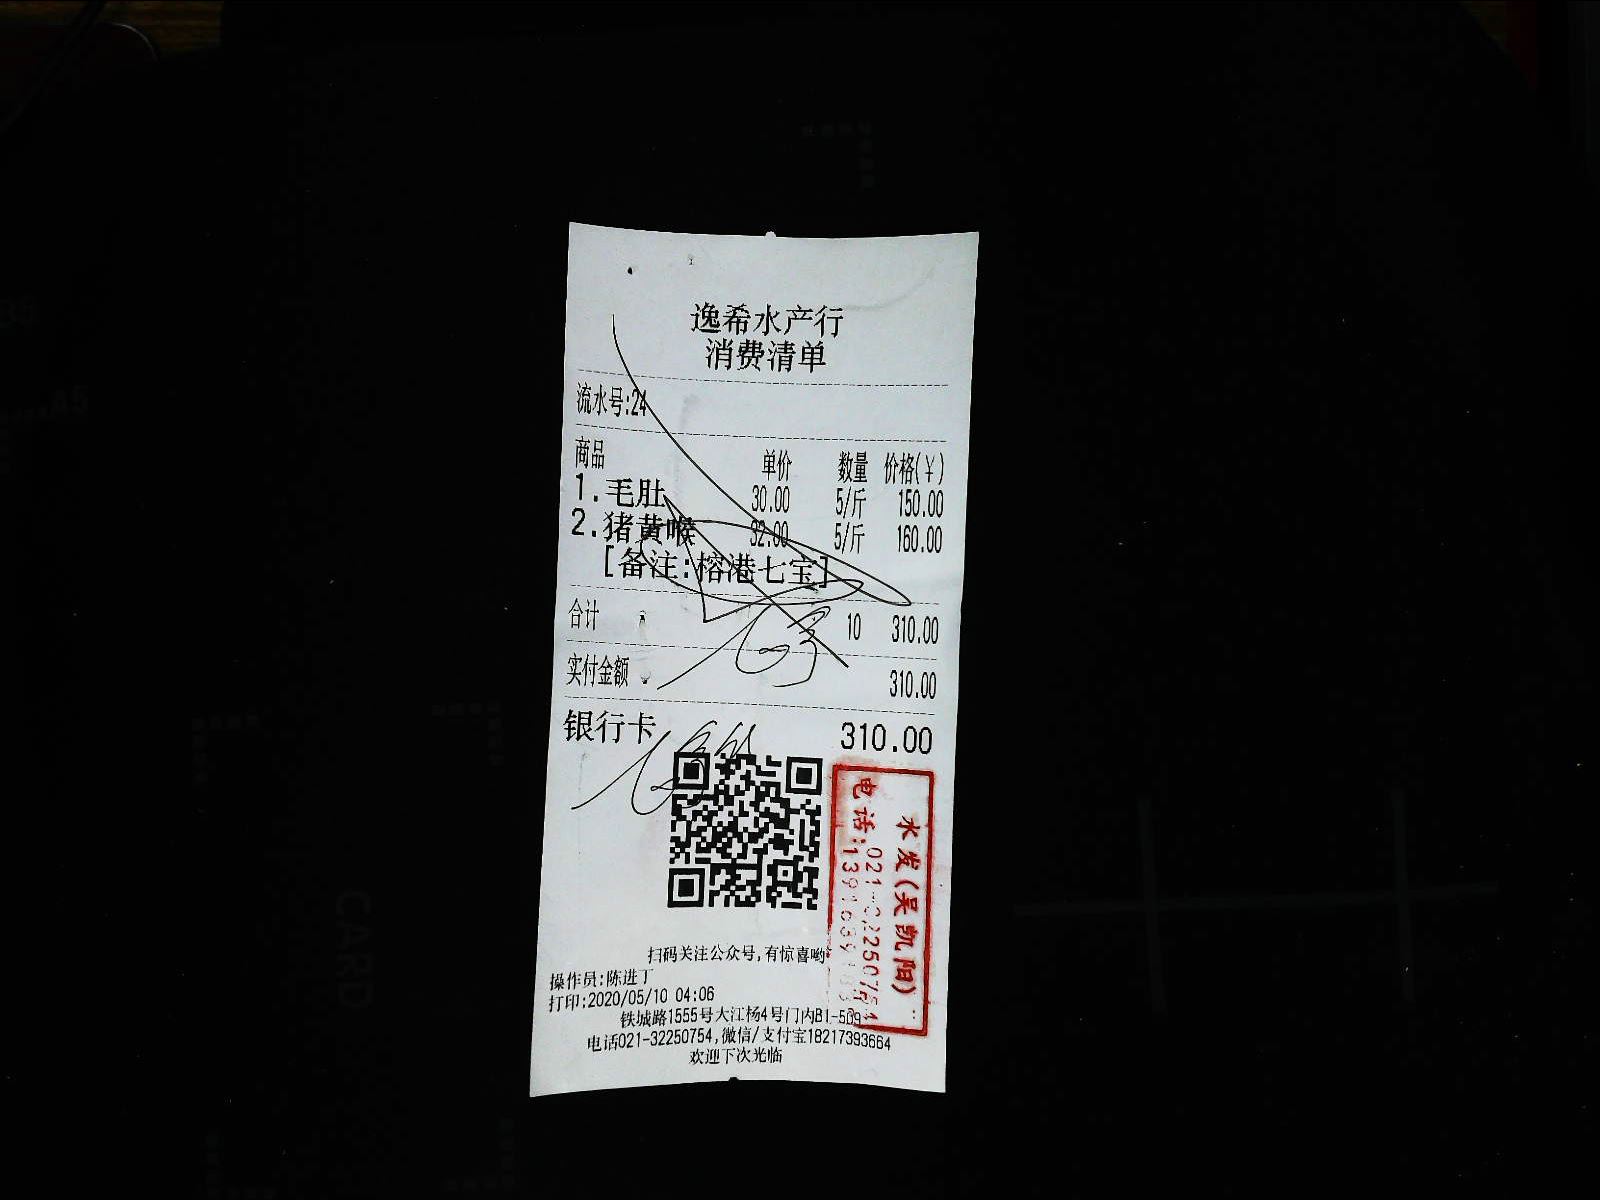 逸希水产行
消费清单
流水号:24
商品 单价 数量 价格(¥)
1.毛肚 30.00 5/斤 150.00
2.猪黄喉 32.00 5/斤 160.00
[备注:榕港七宝]
合计 10 310.00
实付金额 310.00
银行卡 310.00
水发(吴凯阳)
电话:
扫码关注公众号,有惊喜哟
操作员:陈进丁
打印:2020/05/10 04:06
铁城路1555号大江杨4号门内B1-509
电话021-32250754,微信/支付宝18217393664
欢迎下次光临
CARD